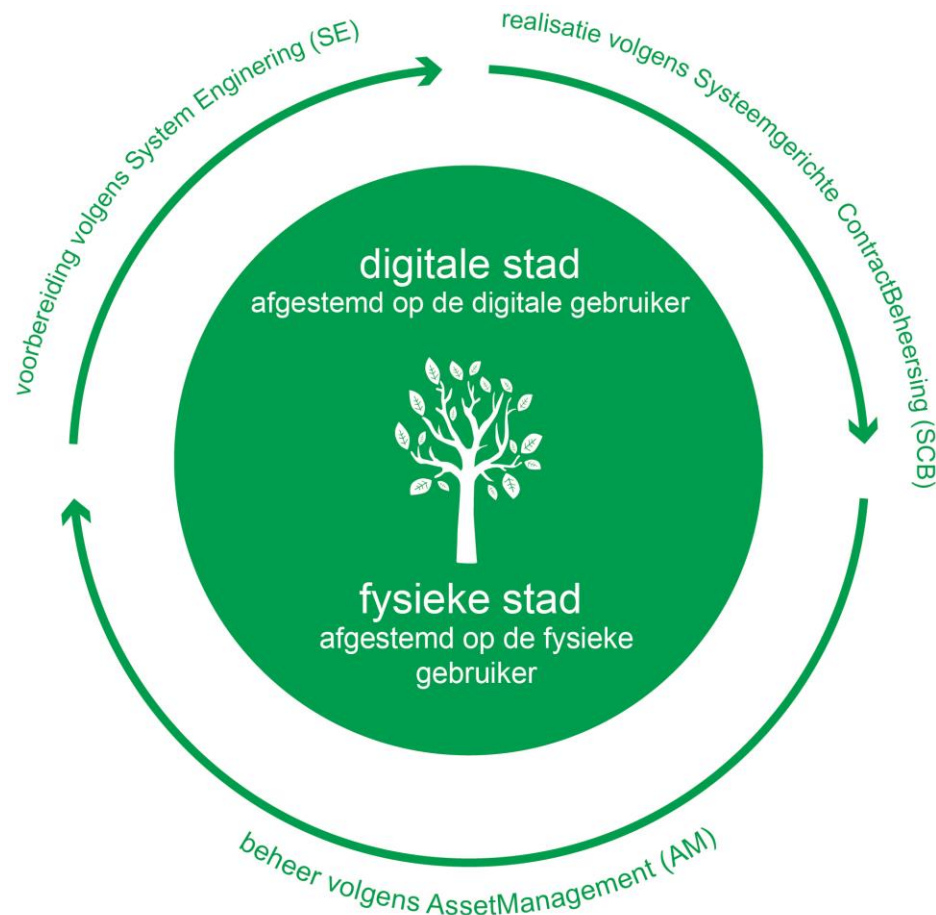 voorbereiding volgens System Enginering (SE)
realisatie volgens Systeemgerichte ContractBeheersing (SCB)
digitale stad
afgestemd op de digitale gebruiker
fysieke stad
afgestemd op de fysieke
gebruiker
beheer volgens AssetManagement (AM)